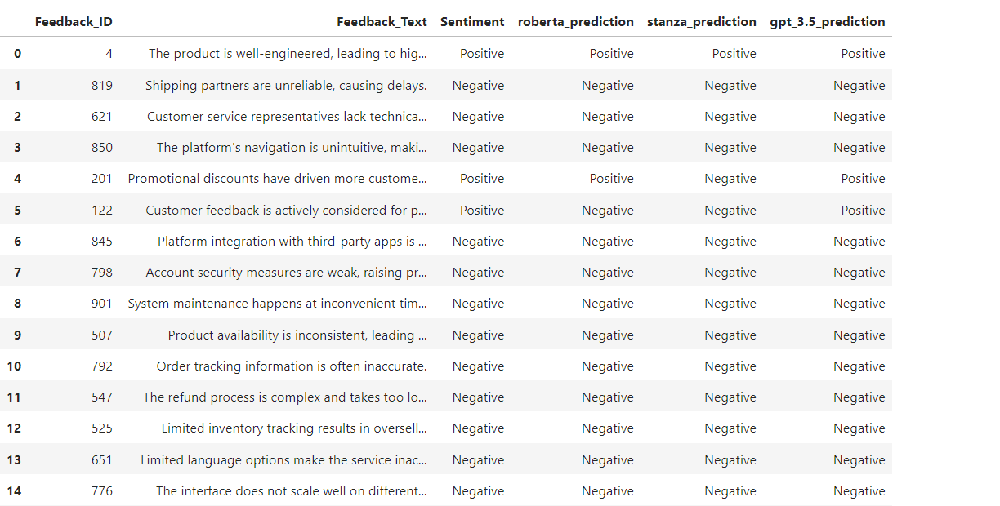 Feedback_ID Feedback_Text Sentiment roberta_prediction stanza_prediction gpt_3.5_prediction
0 4 The product is well-engineered, leading to hig... Positive Positive Positive Positive
1 819 Shipping partners are unreliable, causing delays. Negative Negative Negative Negative
2 621 Customer service representatives lack technica... Negative Negative Negative Negative
3 850 The platform's navigation is unintuitive, maki... Negative Negative Negative Negative
4 201 Promotional discounts have driven more custome... Positive Positive Negative Positive
5 122 Customer feedback is actively considered for p... Positive Negative Negative Positive
6 845 Platform integration with third-party apps is ... Negative Negative Negative Negative
7 798 Account security measures are weak, raising pr... Negative Negative Negative Negative
8 901 System maintenance happens at inconvenient tim... Negative Negative Negative Negative
9 507 Product availability is inconsistent, leading ... Negative Negative Negative Negative
10 792 Order tracking information is often inaccurate. Negative Negative Negative Negative
11 547 The refund process is complex and takes too lo... Negative Negative Negative Negative
12 525 Limited inventory tracking results in oversell... Negative Negative Negative Negative
13 651 Limited language options make the service inac... Negative Negative Negative Negative
14 776 The interface does not scale well on different... Negative Negative Negative Negative